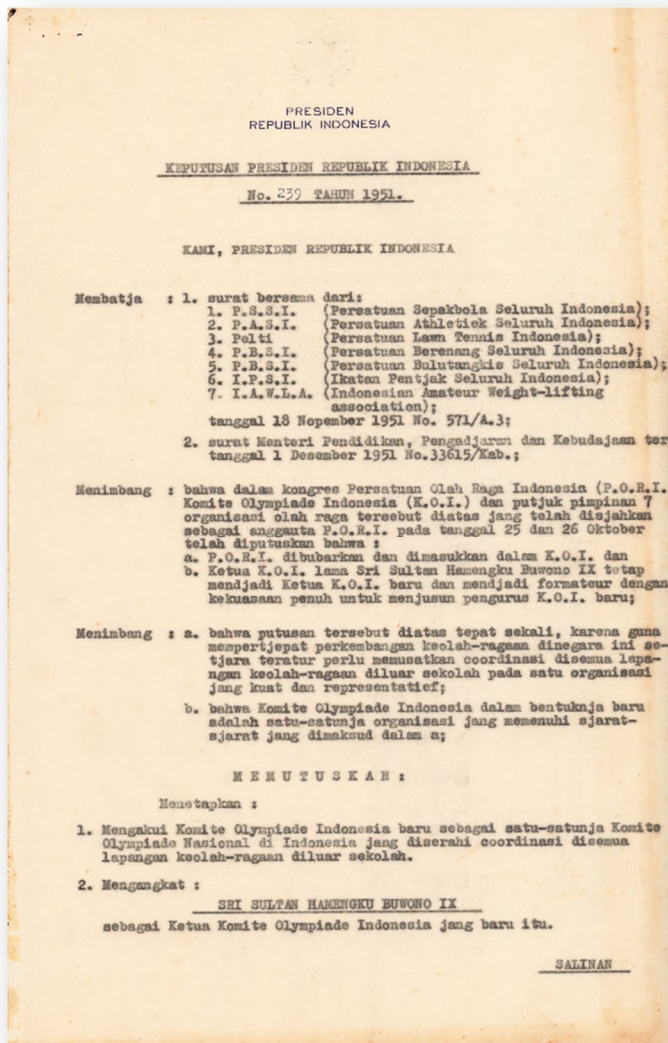 PRESIDEN
REPUBLIK INDONESIA
KEPUTUSAN PRESIDEN REPUBLIK INDONESIA
No. 239 TAHUN 1951.
KAMI, PRESIDEN REPUBLIK INDONESIA
Membatja : 1. surat bersama dari:
1. P.S.S.I. (Persatuan Sepakbola Seluruh Indonesia);
2. P.A.S.I. (Persatuan Athletiek Seluruh Indonesia);
3. Pelti (Persatuan Lawn Tennis Indonesia);
4. P.B.S.I. (Persatuan Berenang Seluruh Indonesia);
5. P.B.S.I. (Persatuan Bulutangkis Seluruh Indonesia);
6. I.P.S.I. (Ikatan Pentjak Seluruh Indonesia);
7. I.A.W.L.A. (Indonesian Amateur Weight-lifting
association);
tanggal 18 Nopember 1951 No. 571/A.3;
2. surat Menteri Pendidikan, Pengadjaran dan Kebudajaan ter
tanggal 1 Desember 1951 No.33615/Kab.;
Menimbang : bahwa dalam kongres Persatuan Olah Raga Indonesia (P.O.R.I.
Komite Olympiade Indonesia (K.O.I.) dan putjuk pimpinan 7
organisasi olah raga tersebut diatas jang telah disjahkan
sebagai anggauta P.O.R.I. pada tanggal 25 dan 26 Oktober
telah diputuskan bahwa :
a. P.O.R.I. dibubarkan dan dimasukkan dalam K.O.I. dan
b. Ketua K.O.I. lama Sri Sultan Hamengku Buwono IX tetap
mendjadi Ketua K.O.I. baru dan mendjadi formateur dengan
kekuasaan penuh untuk menjusun pengurus K.O.I. baru;
Menimbang : a. bahwa putusan tersebut diatas tepat sekali, karena guna
mempertjepat perkembangan keolah-ragaan dinegara ini se-
tjara teratur perlu memusatkan coordinasi disemua lapa-
ngan keolah-ragaan diluar sekolah pada satu organisasi
jang kuat dan representatief;
b. bahwa Komite Olympiade Indonesia dalam bentuknja baru
adalah satu-satunja organisasi jang memenuhi sjarat-
sjarat jang dimaksud dalam a;
M E M U T U S K A N :
Menetapkan :
1. Mengakui Komite Olympiade Indonesia baru sebagai satu-satunja Komite
Olympiade Nasional di Indonesia jang diserahi coordinasi disemua
lapangan keolah-ragaan diluar sekolah.
2. Mengangkat :
SRI SULTAN HAMENGKU BUWONO IX
sebagai Ketua Komite Olympiade Indonesia jang baru itu.
SALINAN